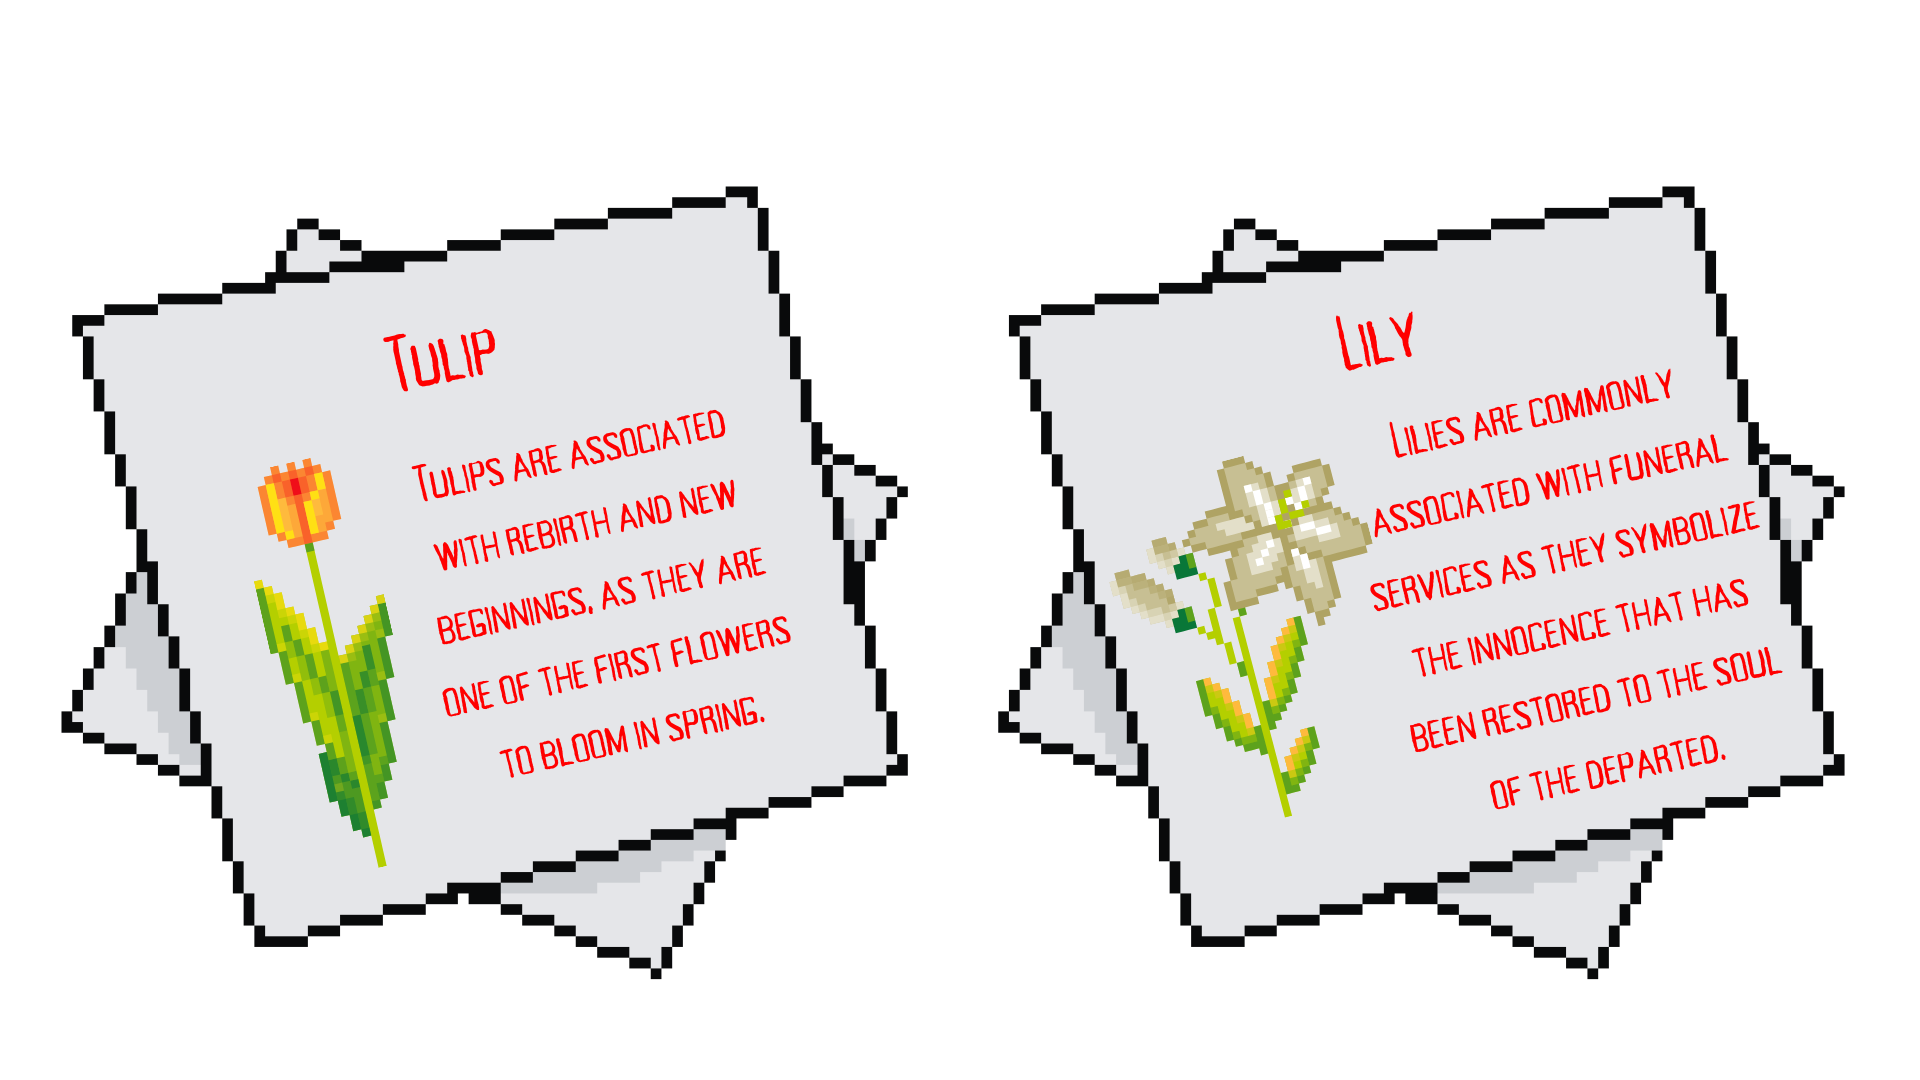 Tulip
Tulips are associated
with rebirth and new
beginnings, as they are
one of the first flowers
to bloom in spring.
Lily
Lilies are commonly
associated with funeral
services as they symbolize
the innocence that has
been restored to the soul
of the departed.